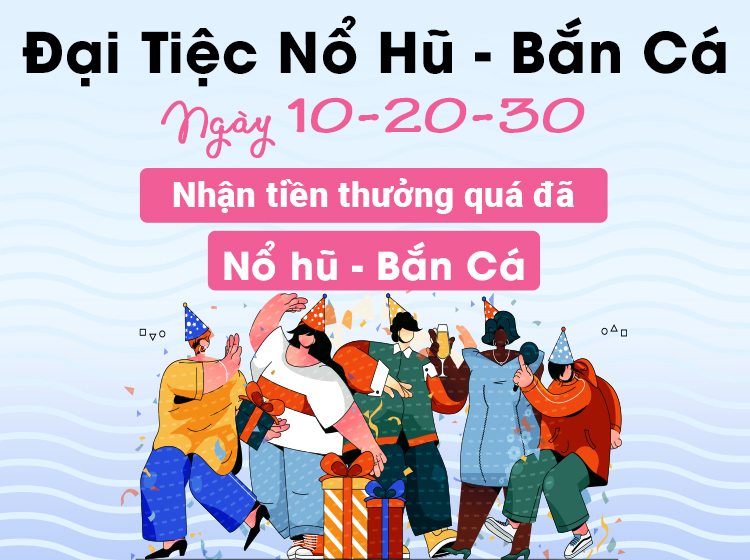 Đại Tiệc Nổ Hũ - Bắn Cá
Ngày 10-20-30
Nhận tiền thưởng quá đã
Nổ hũ - Bắn Cá